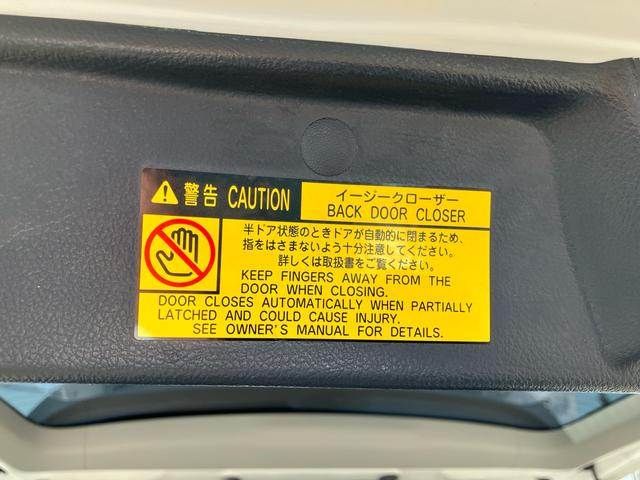 警告 CAUTION
イージークローザー
BACK DOOR CLOSER
半ドア状態のときドアが自動的に閉まるため、
指をはさまないよう十分注意してください。
詳しくは取扱書をご覧ください。
KEEP FINGERS AWAY FROM THE
DOOR WHEN CLOSING.
DOOR CLOSES AUTOMATICALLY WHEN PARTIALLY
LATCHED AND COULD CAUSE INJURY.
SEE OWNER'S MANUAL FOR DETAILS.